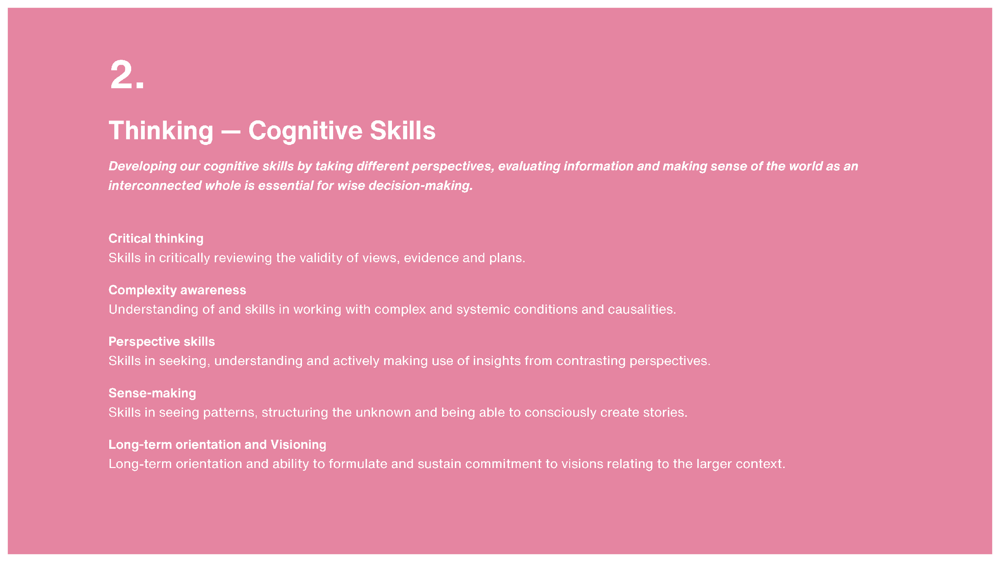 2.
Thinking — Cognitive Skills
Developing our cognitive skills by taking different perspectives, evaluating information and making sense of the world as an
interconnected whole is essential for wise decision-making.
Critical thinking
Skills in critically reviewing the validity of views, evidence and plans.
Complexity awareness
Understanding of and skills in working with complex and systemic conditions and causalities.
Perspective skills
Skills in seeking, understanding and actively making use of insights from contrasting perspectives.
Sense-making
Skills in seeing patterns, structuring the unknown and being able to consciously create stories.
Long-term orientation and Visioning
Long-term orientation and ability to formulate and sustain commitment to visions relating to the larger context.